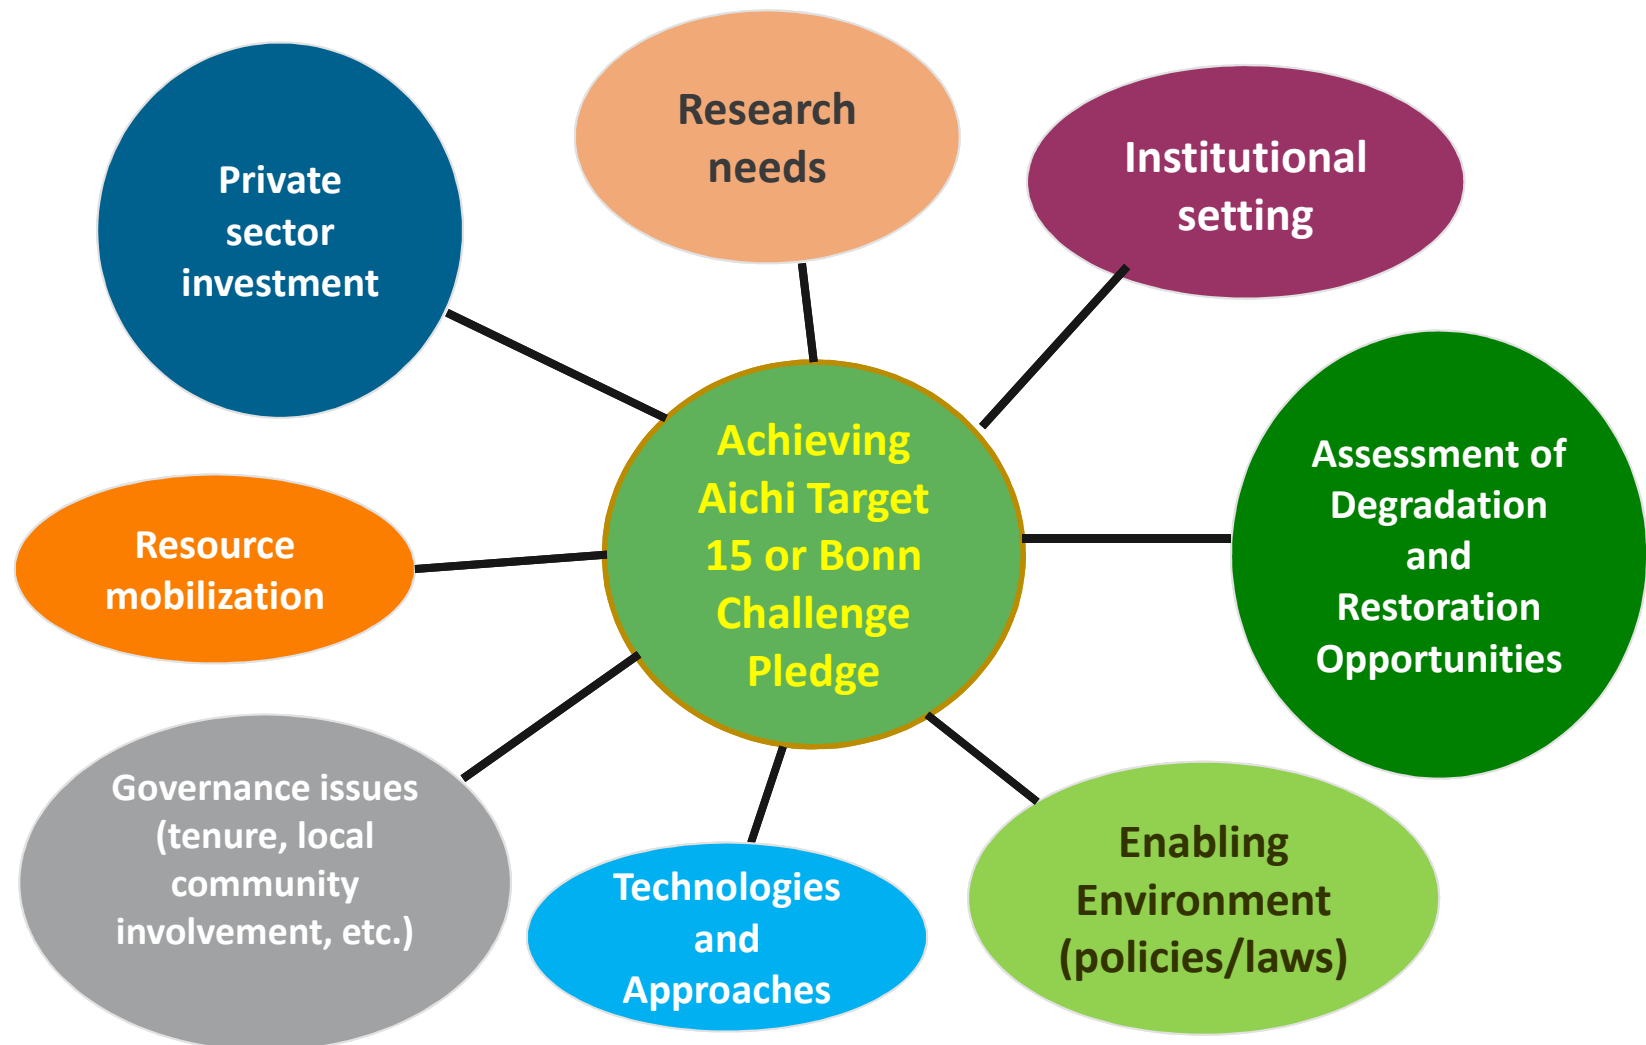 Research
needs
Institutional
setting
Private
sector
investment
Achieving
Aichi Target
15 or Bonn
Challenge
Pledge
Assessment of
Degradation
and
Restoration
Opportunities
Resource
mobilization
Governance issues
(tenure, local
community
involvement, etc.)
Technologies
and
Approaches
Enabling
Environment
(policies/laws)